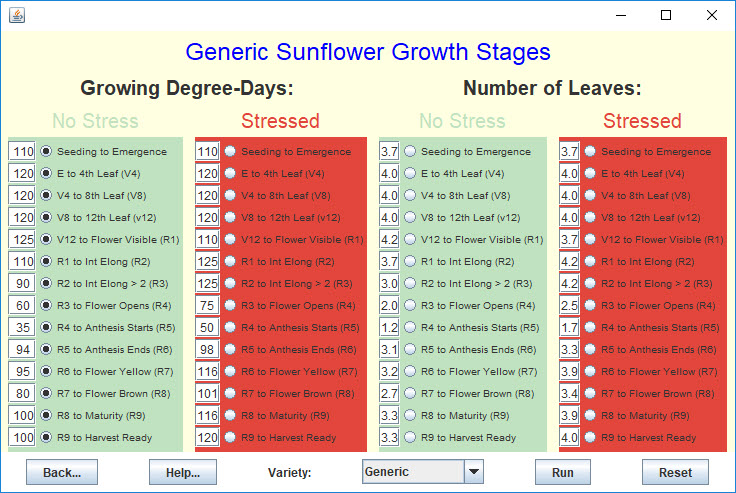 Generic Sunflower Growth Stages
Growing Degree-Days: Number of Leaves:
No Stress Stressed No Stress Stressed
110 Seeding to Emergence 110 Seeding to Emergence 3.7 Seeding to Emergence 3.7 Seeding to Emergence
120 E to 4th Leaf (V4) 120 E to 4th Leaf (V4) 4.0 E to 4th Leaf (V4) 4.0 E to 4th Leaf (V4)
120 V4 to 8th Leaf (V8) 120 V4 to 8th Leaf (V8) 4.0 V4 to 8th Leaf (V8) 4.0 V4 to 8th Leaf (V8)
120 V8 to 12th Leaf (v12) 120 V8 to 12th Leaf (v12) 4.0 V8 to 12th Leaf (v12) 4.0 V8 to 12th Leaf (v12)
125 V12 to Flower Visible (R1) 110 V12 to Flower Visible (R1) 4.2 V12 to Flower Visible (R1) 3.7 V12 to Flower Visible (R1)
110 R1 to Int Elong (R2) 125 R1 to Int Elong (R2) 3.7 R1 to Int Elong (R2) 4.2 R1 to Int Elong (R2)
90 R2 to Int Elong > 2 (R3) 125 R2 to Int Elong > 2 (R3) 3.0 R2 to Int Elong > 2 (R3) 4.2 R2 to Int Elong > 2 (R3)
60 R3 to Flower Opens (R4) 75 R3 to Flower Opens (R4) 2.0 R3 to Flower Opens (R4) 2.5 R3 to Flower Opens (R4)
35 R4 to Anthesis Starts (R5) 50 R4 to Anthesis Starts (R5) 1.2 R4 to Anthesis Starts (R5) 1.7 R4 to Anthesis Starts (R5)
94 R5 to Anthesis Ends (R6) 98 R5 to Anthesis Ends (R6) 3.1 R5 to Anthesis Ends (R6) 3.3 R5 to Anthesis Ends (R6)
95 R6 to Flower Yellow (R7) 116 R6 to Flower Yellow (R7) 3.2 R6 to Flower Yellow (R7) 3.9 R6 to Flower Yellow (R7)
80 R7 to Flower Brown (R8) 101 R7 to Flower Brown (R8) 2.7 R7 to Flower Brown (R8) 3.4 R7 to Flower Brown (R8)
100 R8 to Maturity (R9) 116 R8 to Maturity (R9) 3.3 R8 to Maturity (R9) 3.9 R8 to Maturity (R9)
100 R9 to Harvest Ready 120 R9 to Harvest Ready 3.3 R9 to Harvest Ready 4.0 R9 to Harvest Ready
Back... Help... Variety: Generic Run Reset